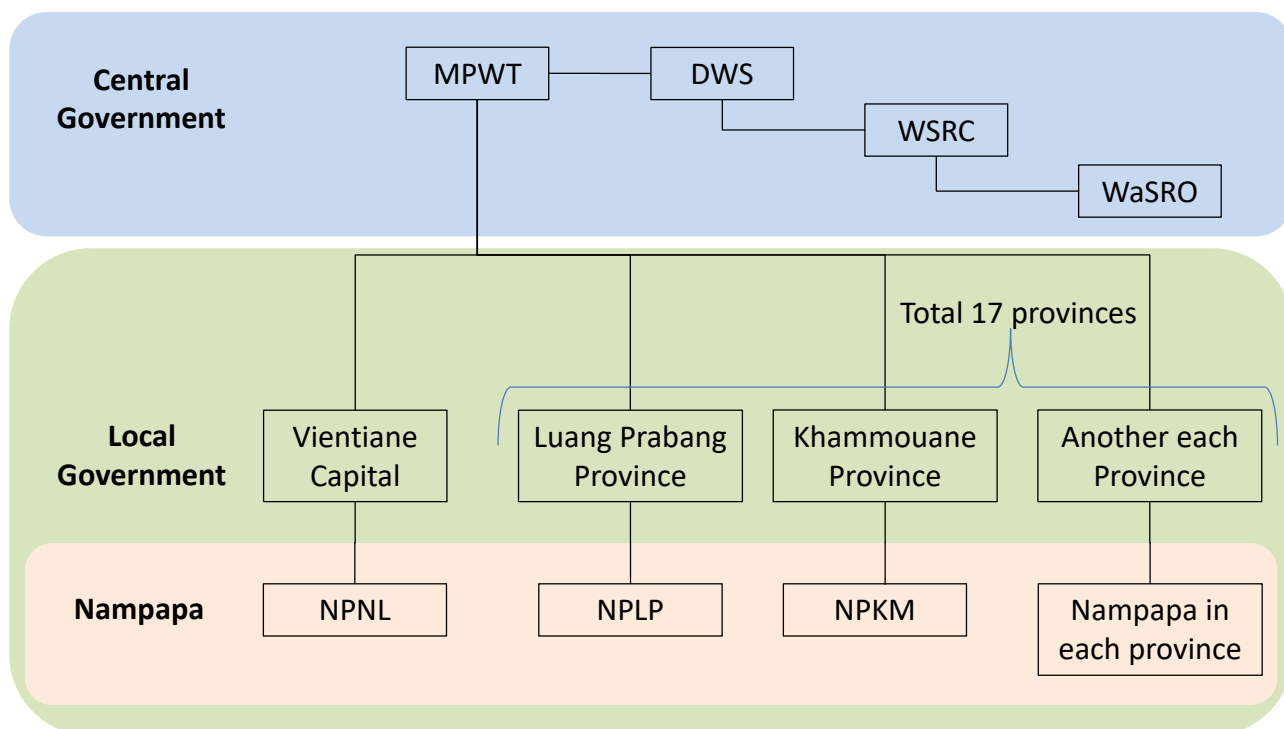 Central
Government
MPWT
DWS
WSRC
WaSRO
Total 17 provinces
Local
Government
Vientiane
Capital
Luang Prabang
Province
Khammouane
Province
Another each
Province
Nampapa
NPNL
NPLP
NPKM
Nampapa in
each province